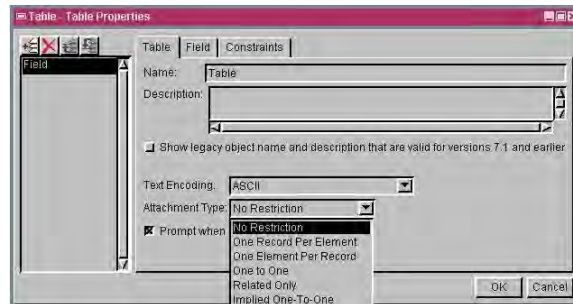 Table - Table Properties
Table Field Constraints
Field
Name: Table
Description:
Show legacy object name and description that are valid for versions 7.1 and earlier
Text Encoding: ASCII
Attachment Type: No Restriction
Prompt when
No Restriction
One Record Per Element
One Element Per Record
One to One
Related Only
Implied One-To-One
OK Cancel